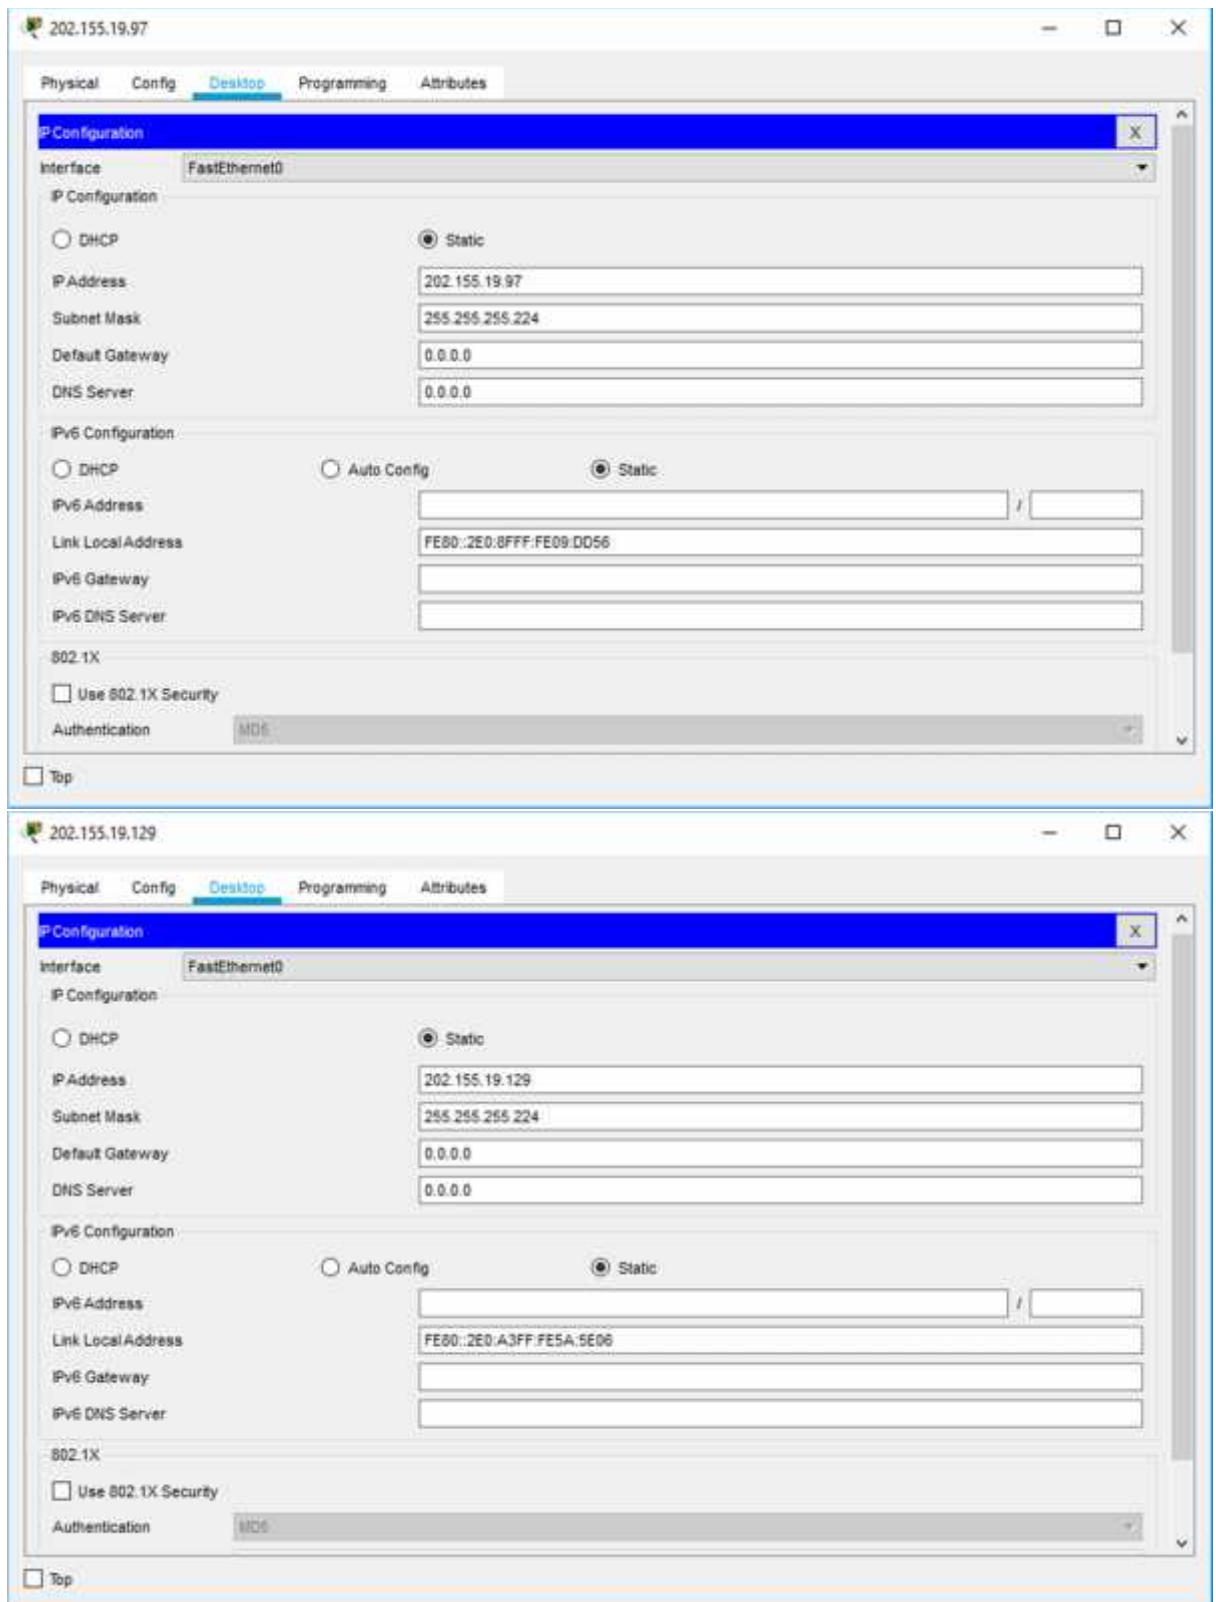 202.155.19.97
Physical Config Desktop Programming Attributes
IP Configuration X
Interface FastEthernet0
IP Configuration
DHCP Static
IP Address 202.155.19.97
Subnet Mask 255.255.255.224
Default Gateway 0.0.0.0
DNS Server 0.0.0.0
IPv6 Configuration
DHCP Auto Config Static
IPv6 Address /
Link Local Address FE80::2E0:8FFF:FE09:DD56
IPv6 Gateway
IPv6 DNS Server
802.1X
Use 802.1X Security
Authentication MD5
Top
202.155.19.129
Physical Config Desktop Programming Attributes
IP Configuration X
Interface FastEthernet0
IP Configuration
DHCP Static
IP Address 202.155.19.129
Subnet Mask 255.255.255.224
Default Gateway 0.0.0.0
DNS Server 0.0.0.0
IPv6 Configuration
DHCP Auto Config Static
IPv6 Address /
Link Local Address FE80::2E0:A3FF:FE5A:5E06
IPv6 Gateway
IPv6 DNS Server
802.1X
Use 802.1X Security
Authentication MD5
Top